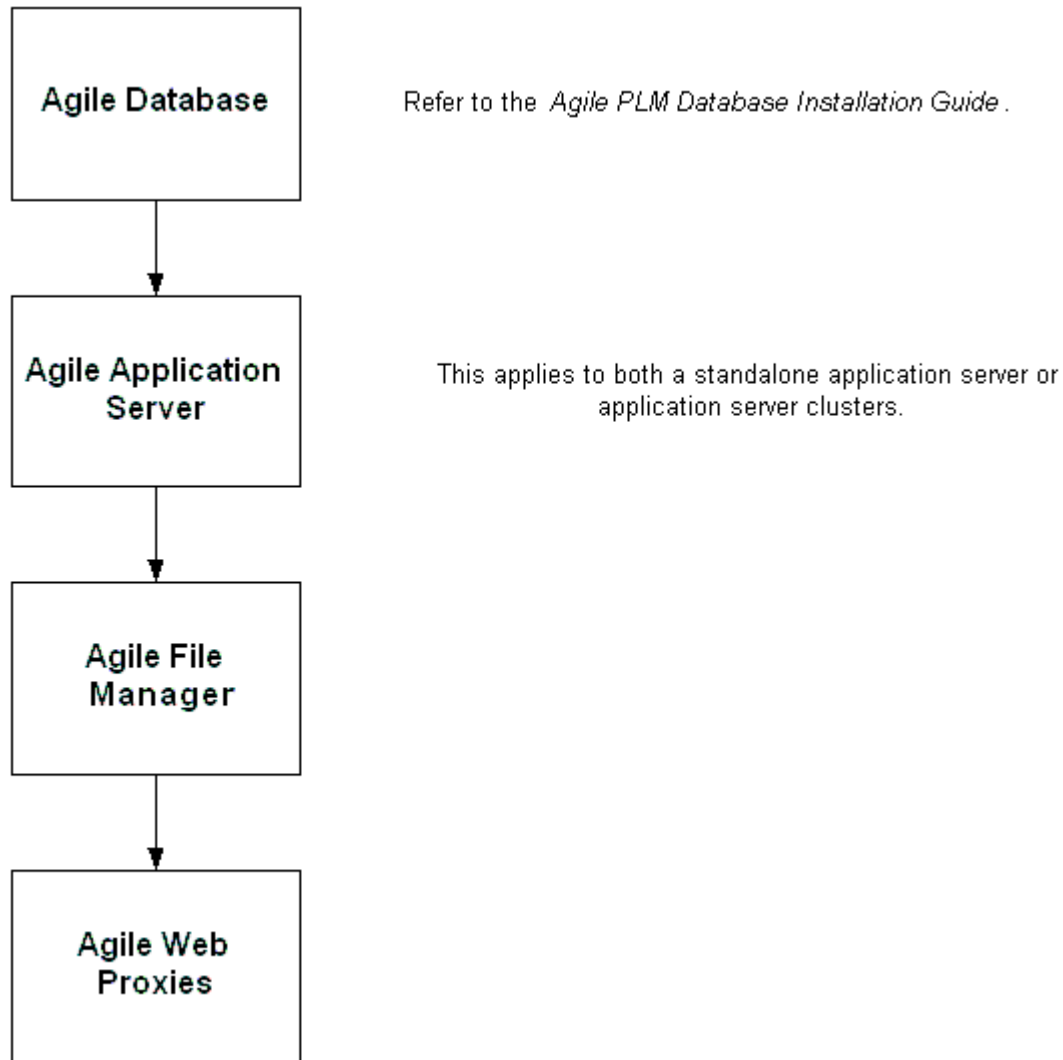 Agile Database
Refer to the Agile PLM Database Installation Guide .
Agile Application
Server
This applies to both a standalone application server or
application server clusters.
Agile File
Manager
Agile Web
Proxies